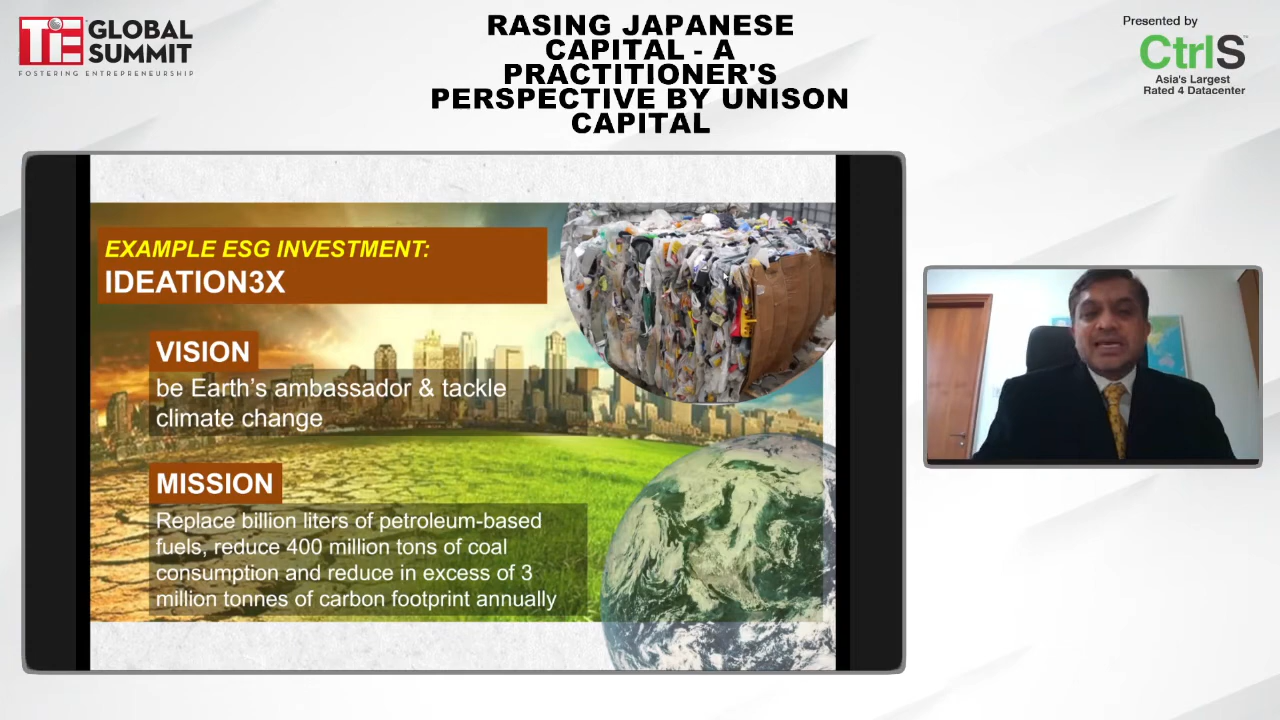 TiE GLOBAL
SUMMIT
FOSTERING ENTREPRENEURSHIP
RASING JAPANESE
CAPITAL - A
PRACTITIONER'S
PERSPECTIVE BY UNISON
CAPITAL
Presented by
CtrlS™
Asia's Largest
Rated 4 Datacenter
EXAMPLE ESG INVESTMENT:
IDEATION3X
VISION
be Earth's ambassador & tackle
climate change
MISSION
Replace billion liters of petroleum-based
fuels, reduce 400 million tons of coal
consumption and reduce in excess of 3
million tonnes of carbon footprint annually